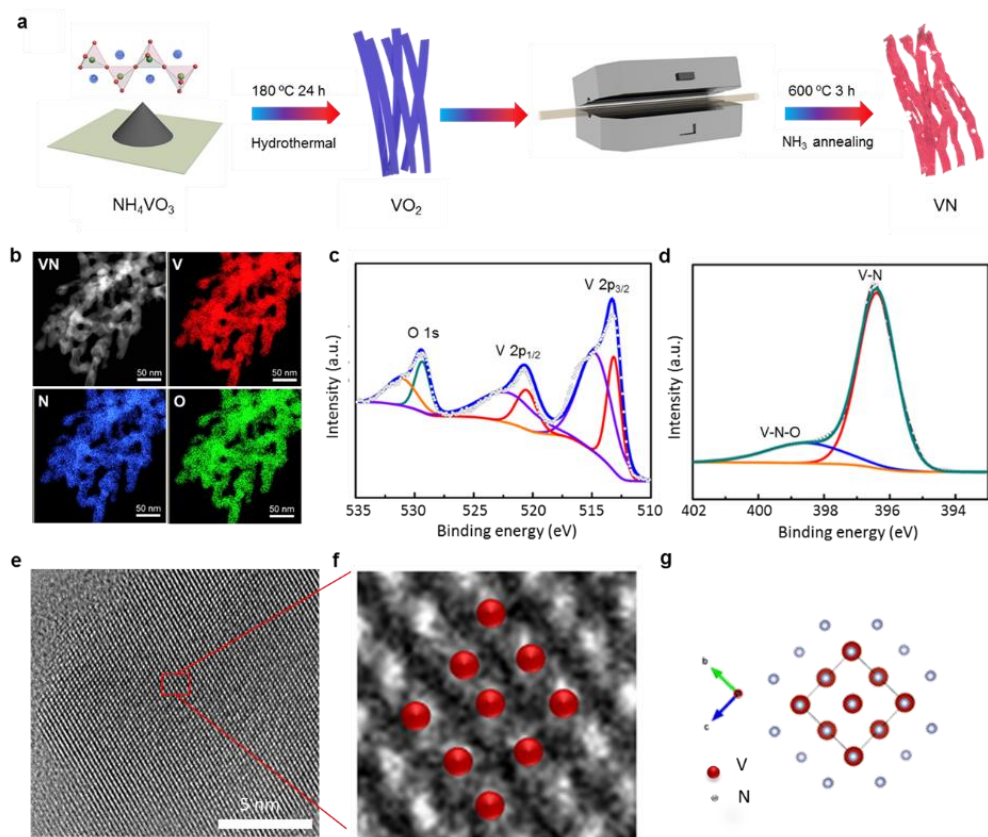 a
180 ºC 24 h
Hydrothermal
600 ºC 3 h
NH₃ annealing
NH₄VO₃
VO₂
VN
b
VN
50 nm
V
50 nm
N
50 nm
O
50 nm
c
O 1s
V 2p₁/₂
V 2p₃/₂
Intensity (a.u.)
535 530 525 520 515 510
Binding energy (eV)
d
V-N
V-N-O
Intensity (a.u.)
402 400 398 396 394
Binding energy (eV)
e
5 nm
f
g
b
c
V
N